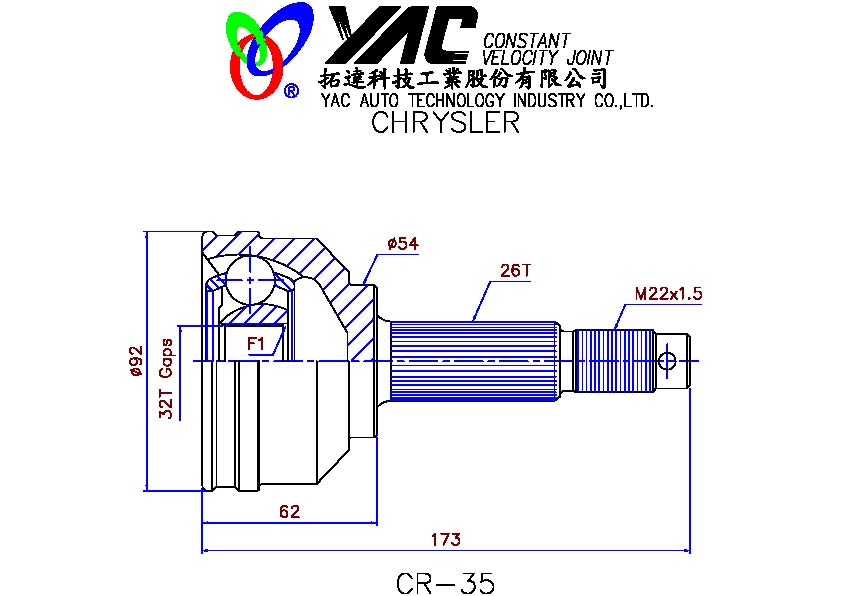 YAC CONSTANT
VELOCITY JOINT
®
拓達科技工業股份有限公司
YAC AUTO TECHNOLOGY INDUSTRY CO.,LTD.
CHRYSLER
ø54
26T
M22x1.5
F1
ø92
32T Gaps
62
173
CR-35